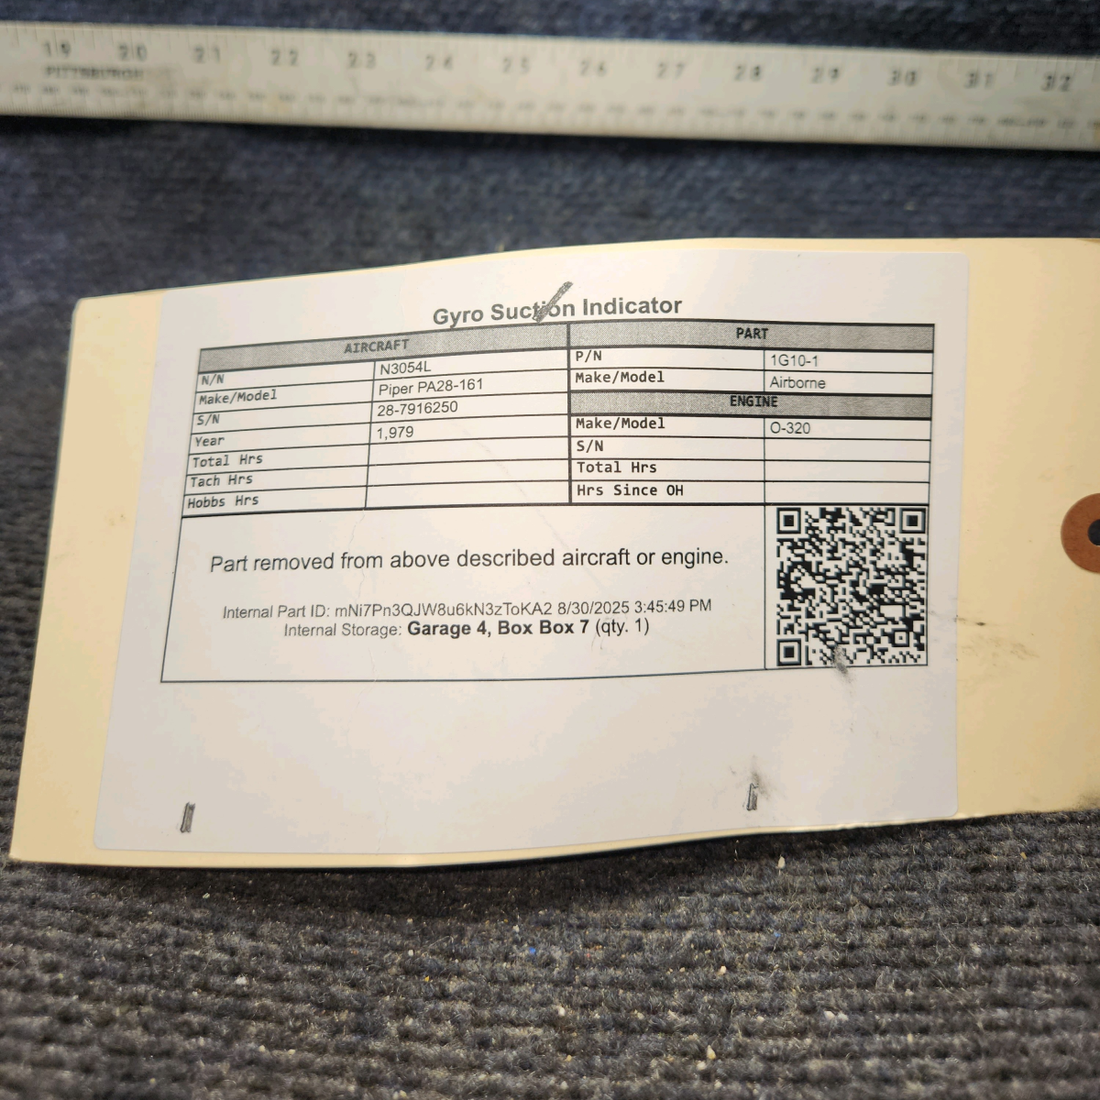 19 20 21 22 23 24 25 26 27 28 29 30 31 32
PITTSBURGH
Gyro Suction Indicator
AIRCRAFT
N/N N3054L
Make/Model Piper PA28-161
S/N 28-7916250
Year 1,979
Total Hrs
Tach Hrs
Hobbs Hrs
PART
P/N 1G10-1
Make/Model Airborne
ENGINE
Make/Model O-320
S/N
Total Hrs
Hrs Since OH
Part removed from above described aircraft or engine.
Internal Part ID: mNi7Pn3QJW8u6kN3zToKA2 8/30/2025 3:45:49 PM
Internal Storage: Garage 4, Box Box 7 (qty. 1)